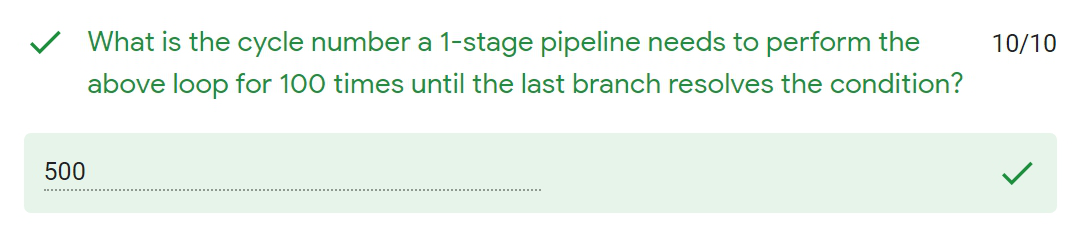 What is the cycle number a 1-stage pipeline needs to perform the 10/10
above loop for 100 times until the last branch resolves the condition?
500